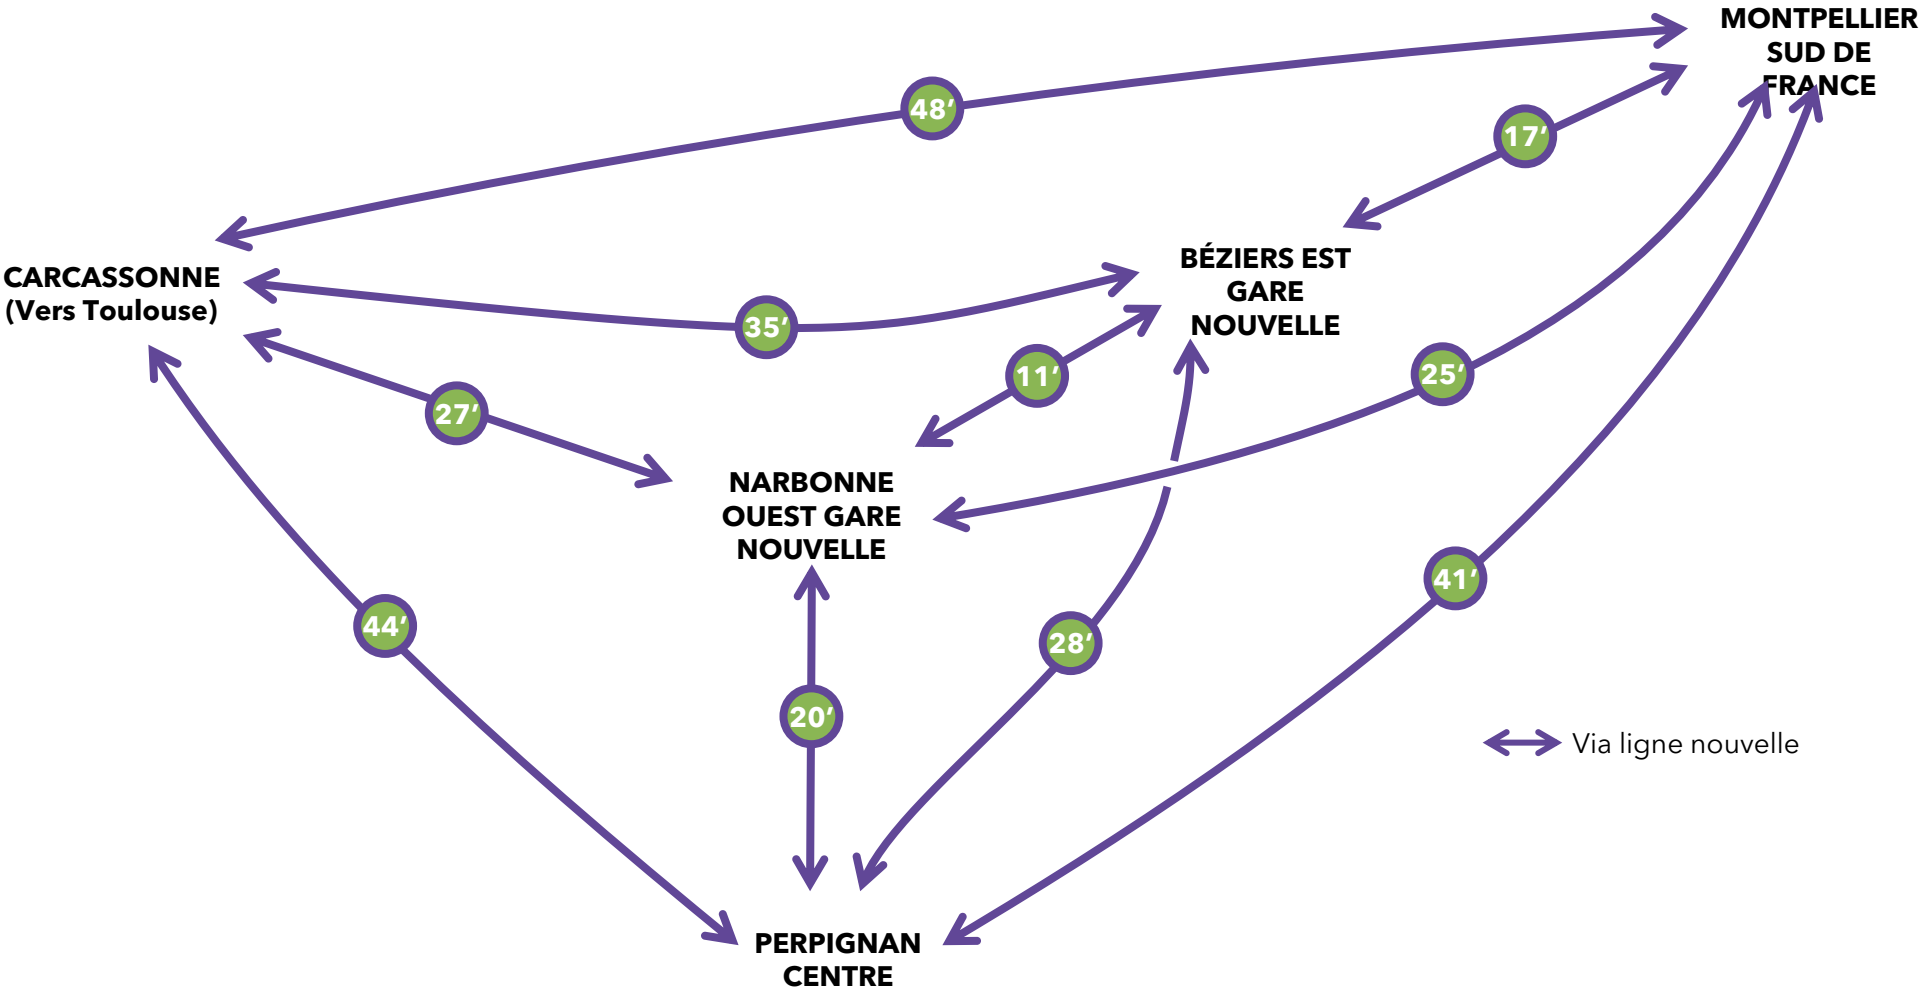 MONTPELLIER
SUD DE
FRANCE
48’
17’
CARCASSONNE
(Vers Toulouse)
BÉZIERS EST
GARE
NOUVELLE
35’
11’
25’
27’
NARBONNE
OUEST GARE
NOUVELLE
41’
44’
28’
20’
Via ligne nouvelle
PERPIGNAN
CENTRE